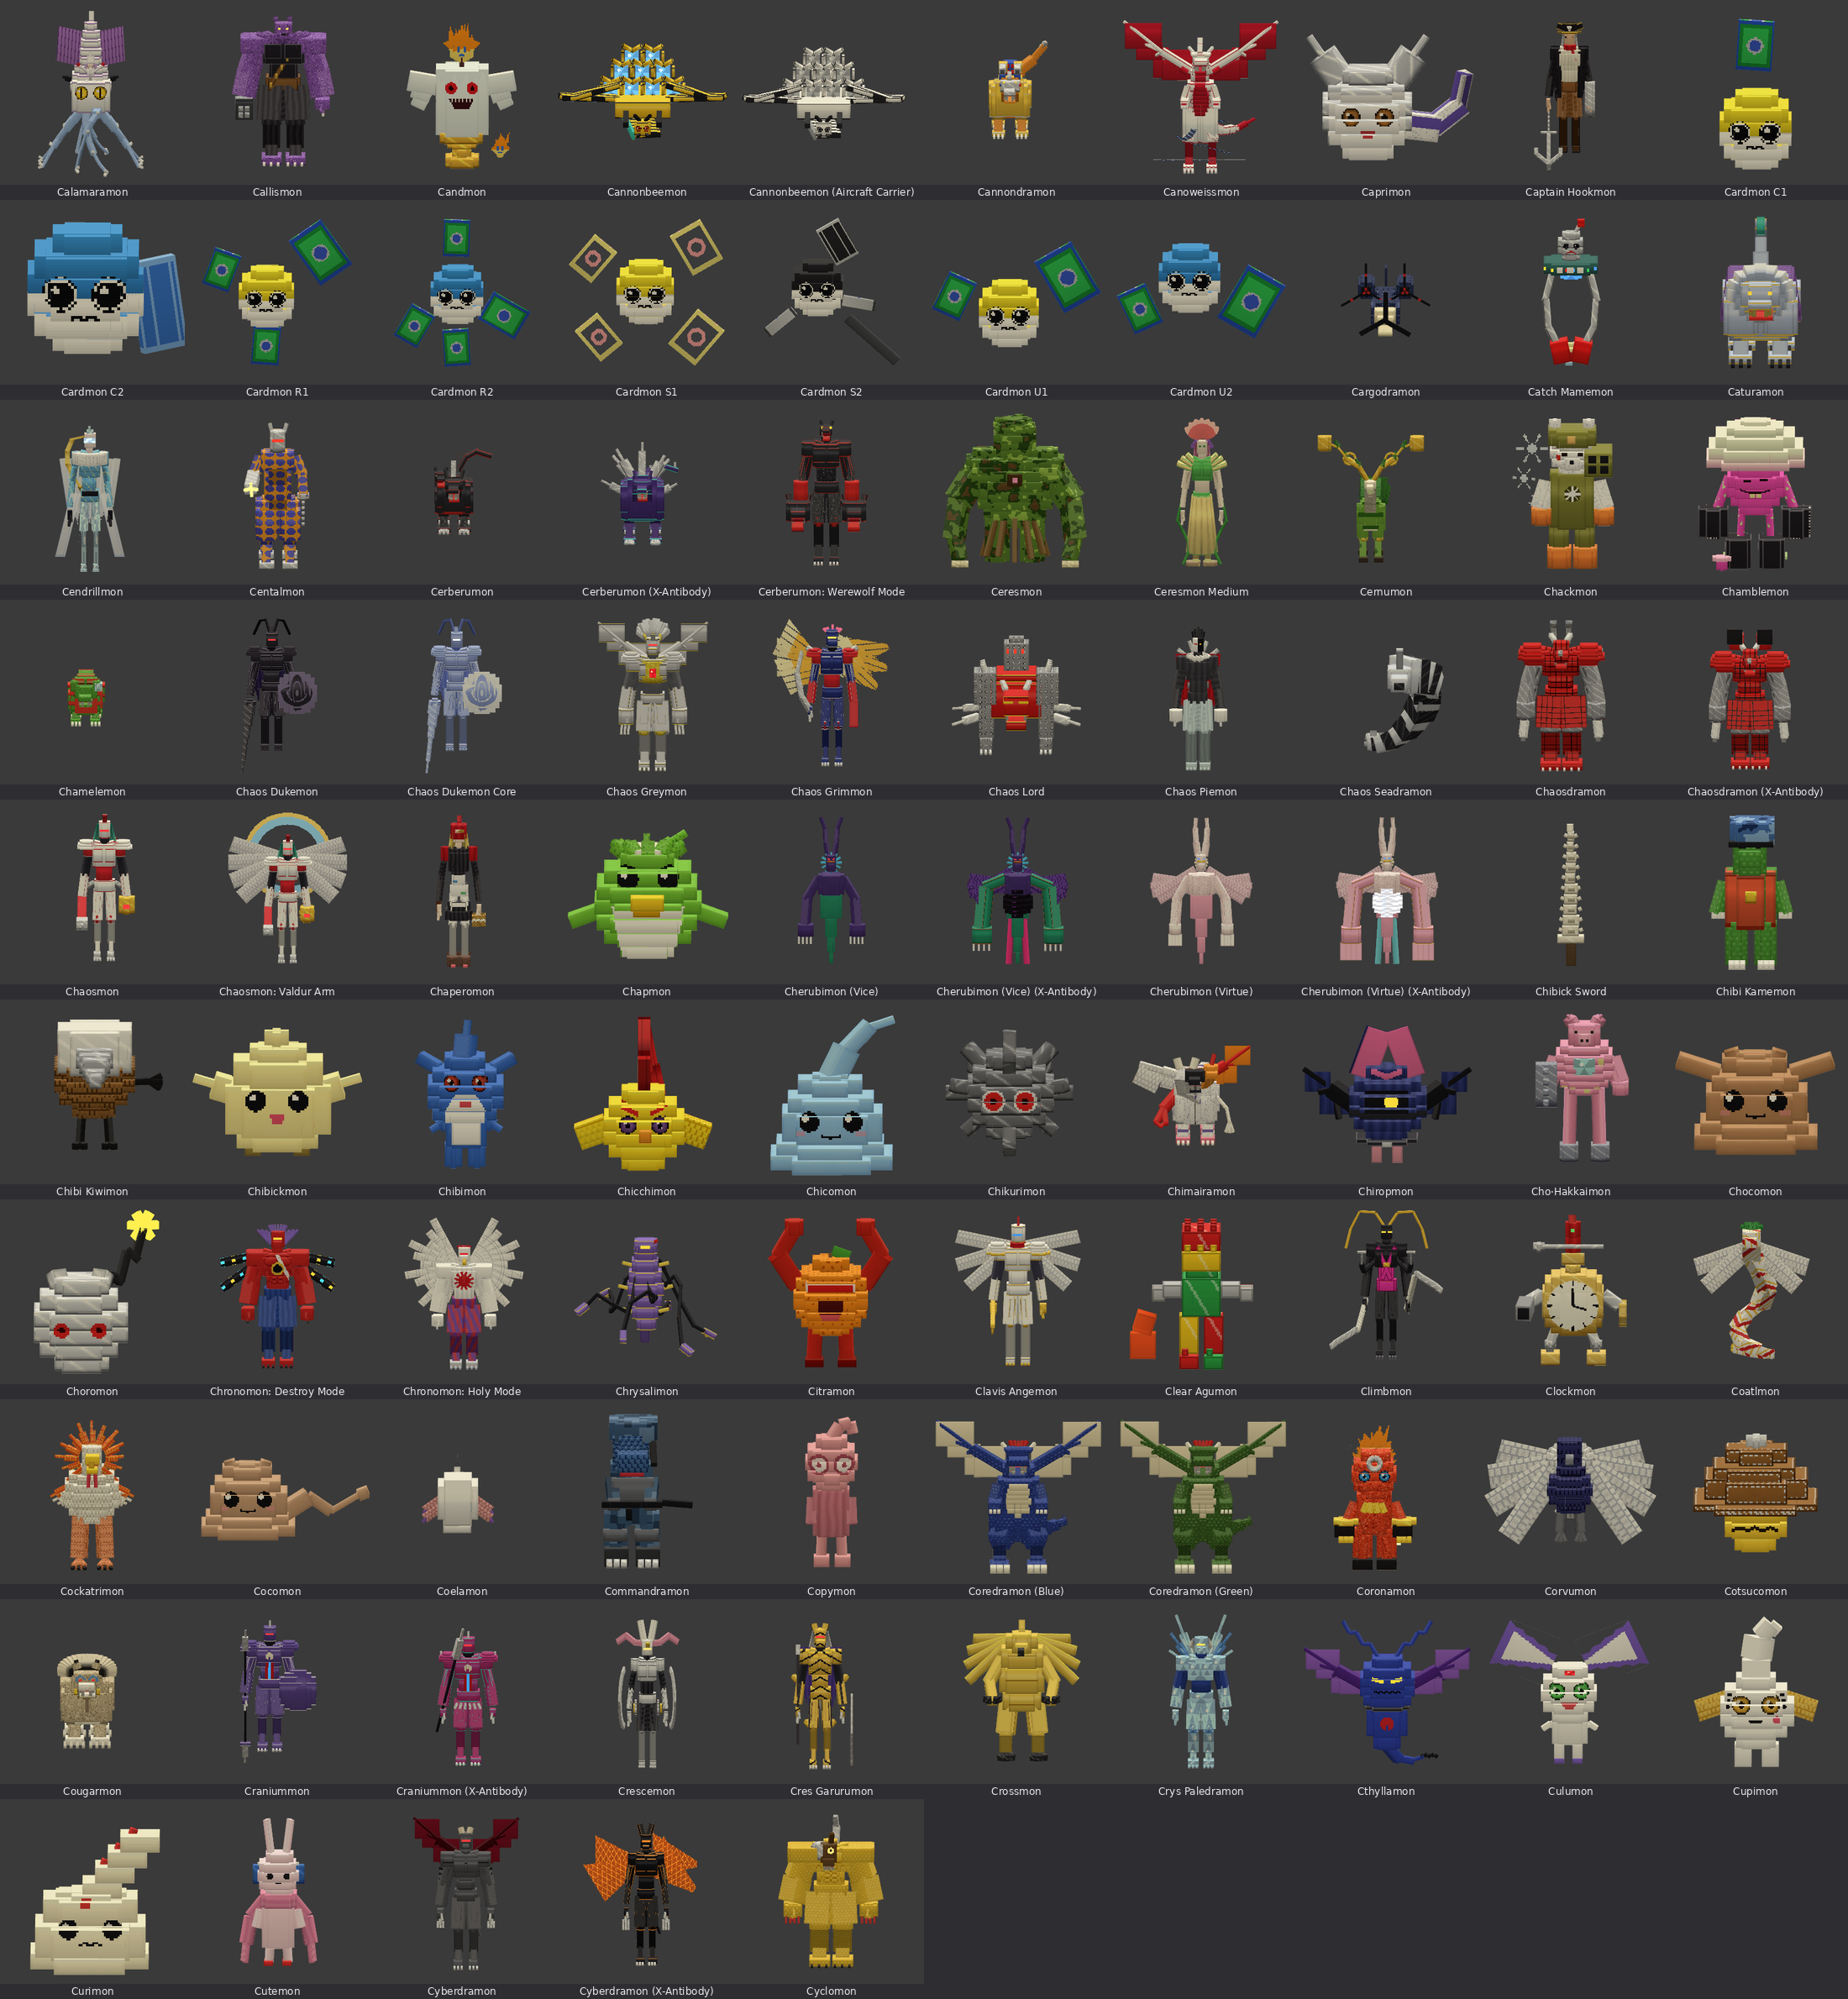 Calamaramon
Callismon
Candmon
Cannonbeemon
Cannonbeemon (Aircraft Carrier)
Cannondramon
Canoweissmon
Caprimon
Captain Hookmon
Cardmon C1
Cardmon C2
Cardmon R1
Cardmon R2
Cardmon S1
Cardmon S2
Cardmon U1
Cardmon U2
Cargodramon
Catch Mamemon
Caturamon
Cendrillmon
Centalmon
Cerberumon
Cerberumon (X-Antibody)
Cerberumon: Werewolf Mode
Ceresmon
Ceresmon Medium
Cernumon
Chackmon
Chamblemon
Chamelemon
Chaos Dukemon
Chaos Dukemon Core
Chaos Greymon
Chaos Grimmon
Chaos Lord
Chaos Piemon
Chaos Seadramon
Chaosdramon
Chaosdramon (X-Antibody)
Chaosmon
Chaosmon: Valdur Arm
Chaperomon
Chapmon
Cherubimon (Vice)
Cherubimon (Vice) (X-Antibody)
Cherubimon (Virtue)
Cherubimon (Virtue) (X-Antibody)
Chibick Sword
Chibi Kamemon
Chibi Kiwimon
Chibickmon
Chibimon
Chicchimon
Chicomon
Chikurimon
Chimairamon
Chiropmon
Cho-Hakkaimon
Chocomon
Choromon
Chronomon: Destroy Mode
Chronomon: Holy Mode
Chrysalimon
Citramon
Clavis Angemon
Clear Agumon
Climbmon
Clockmon
Coatlmon
Cockatrimon
Cocomon
Coelamon
Commandramon
Copymon
Coredramon (Blue)
Coredramon (Green)
Coronamon
Corvumon
Cotsucomon
Cougarmon
Craniummon
Craniummon (X-Antibody)
Crescemon
Cres Garurumon
Crossmon
Crys Paledramon
Cthyllamon
Culumon
Cupimon
Curimon
Cutemon
Cyberdramon
Cyberdramon (X-Antibody)
Cyclomon